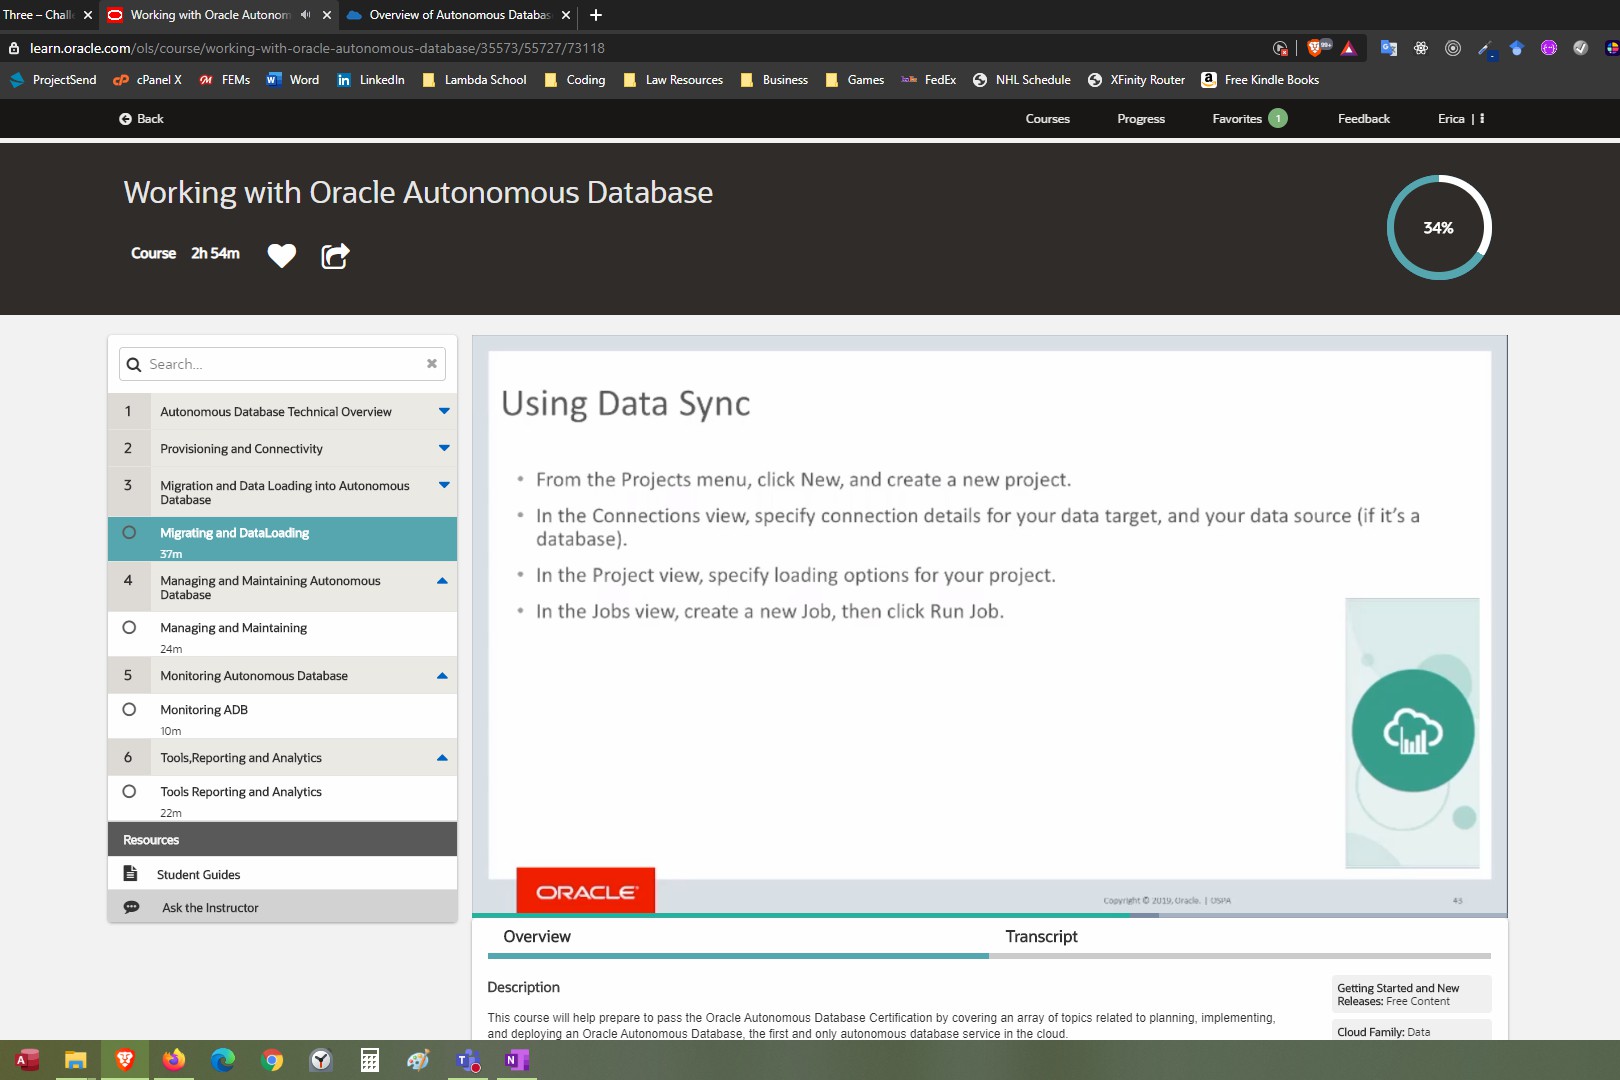 Three – Chall
Working with Oracle Autonom
Overview of Autonomous Databas
learn.oracle.com/ols/course/working-with-oracle-autonomous-database/35573/55727/73118
99+
ProjectSend
cPanel X
FEMs
Word
LinkedIn
Lambda School
Coding
Law Resources
Business
Games
FedEx
NHL Schedule
XFinity Router
Free Kindle Books
Back
Courses
Progress
Favorites 1
Feedback
Erica |
Working with Oracle Autonomous Database
Course 2h 54m
34%
Search...
1 Autonomous Database Technical Overview
2 Provisioning and Connectivity
3 Migration and Data Loading into Autonomous
Database
Migrating and DataLoading
37m
4 Managing and Maintaining Autonomous
Database
Managing and Maintaining
24m
5 Monitoring Autonomous Database
Monitoring ADB
10m
6 Tools,Reporting and Analytics
Tools Reporting and Analytics
22m
Resources
Student Guides
Ask the Instructor
Using Data Sync
• From the Projects menu, click New, and create a new project.
• In the Connections view, specify connection details for your data target, and your data source (if it's a
database).
• In the Project view, specify loading options for your project.
• In the Jobs view, create a new Job, then click Run Job.
ORACLE
Copyright © 2019, Oracle. | OSPA
Overview
Transcript
Description
This course will help prepare to pass the Oracle Autonomous Database Certification by covering an array of topics related to planning, implementing,
and deploying an Oracle Autonomous Database, the first and only autonomous database service in the cloud.
Getting Started and New
Releases: Free Content
Cloud Family: Data